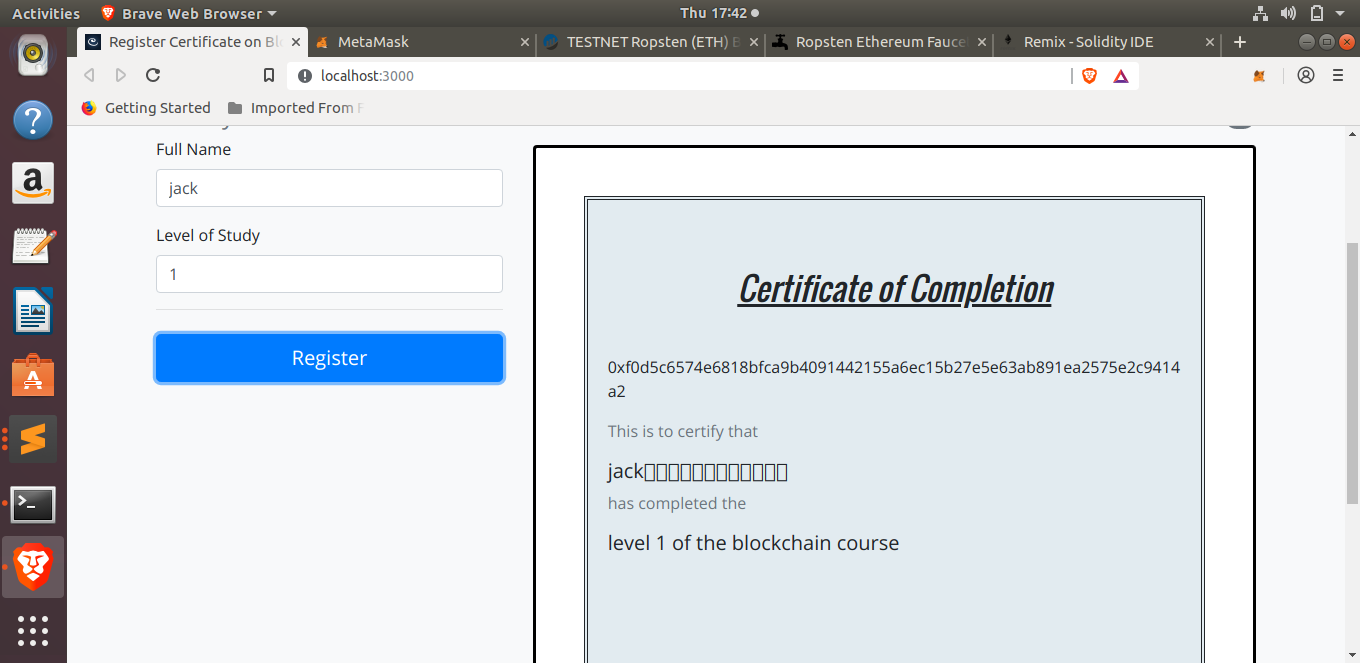 Activities
Brave Web Browser
Thu 17:42
Register Certificate on Bl
MetaMask
TESTNET Ropsten (ETH) B
Ropsten Ethereum Fauce
Remix - Solidity IDE
localhost:3000
Getting Started
Imported From F
Full Name
jack
Level of Study
1
Register
Certificate of Completion
0xf0d5c6574e6818bfca9b4091442155a6ec15b27e5e63ab891ea2575e2c9414
a2
This is to certify that
jack▯▯▯▯▯▯▯▯▯▯▯▯
has completed the
level 1 of the blockchain course